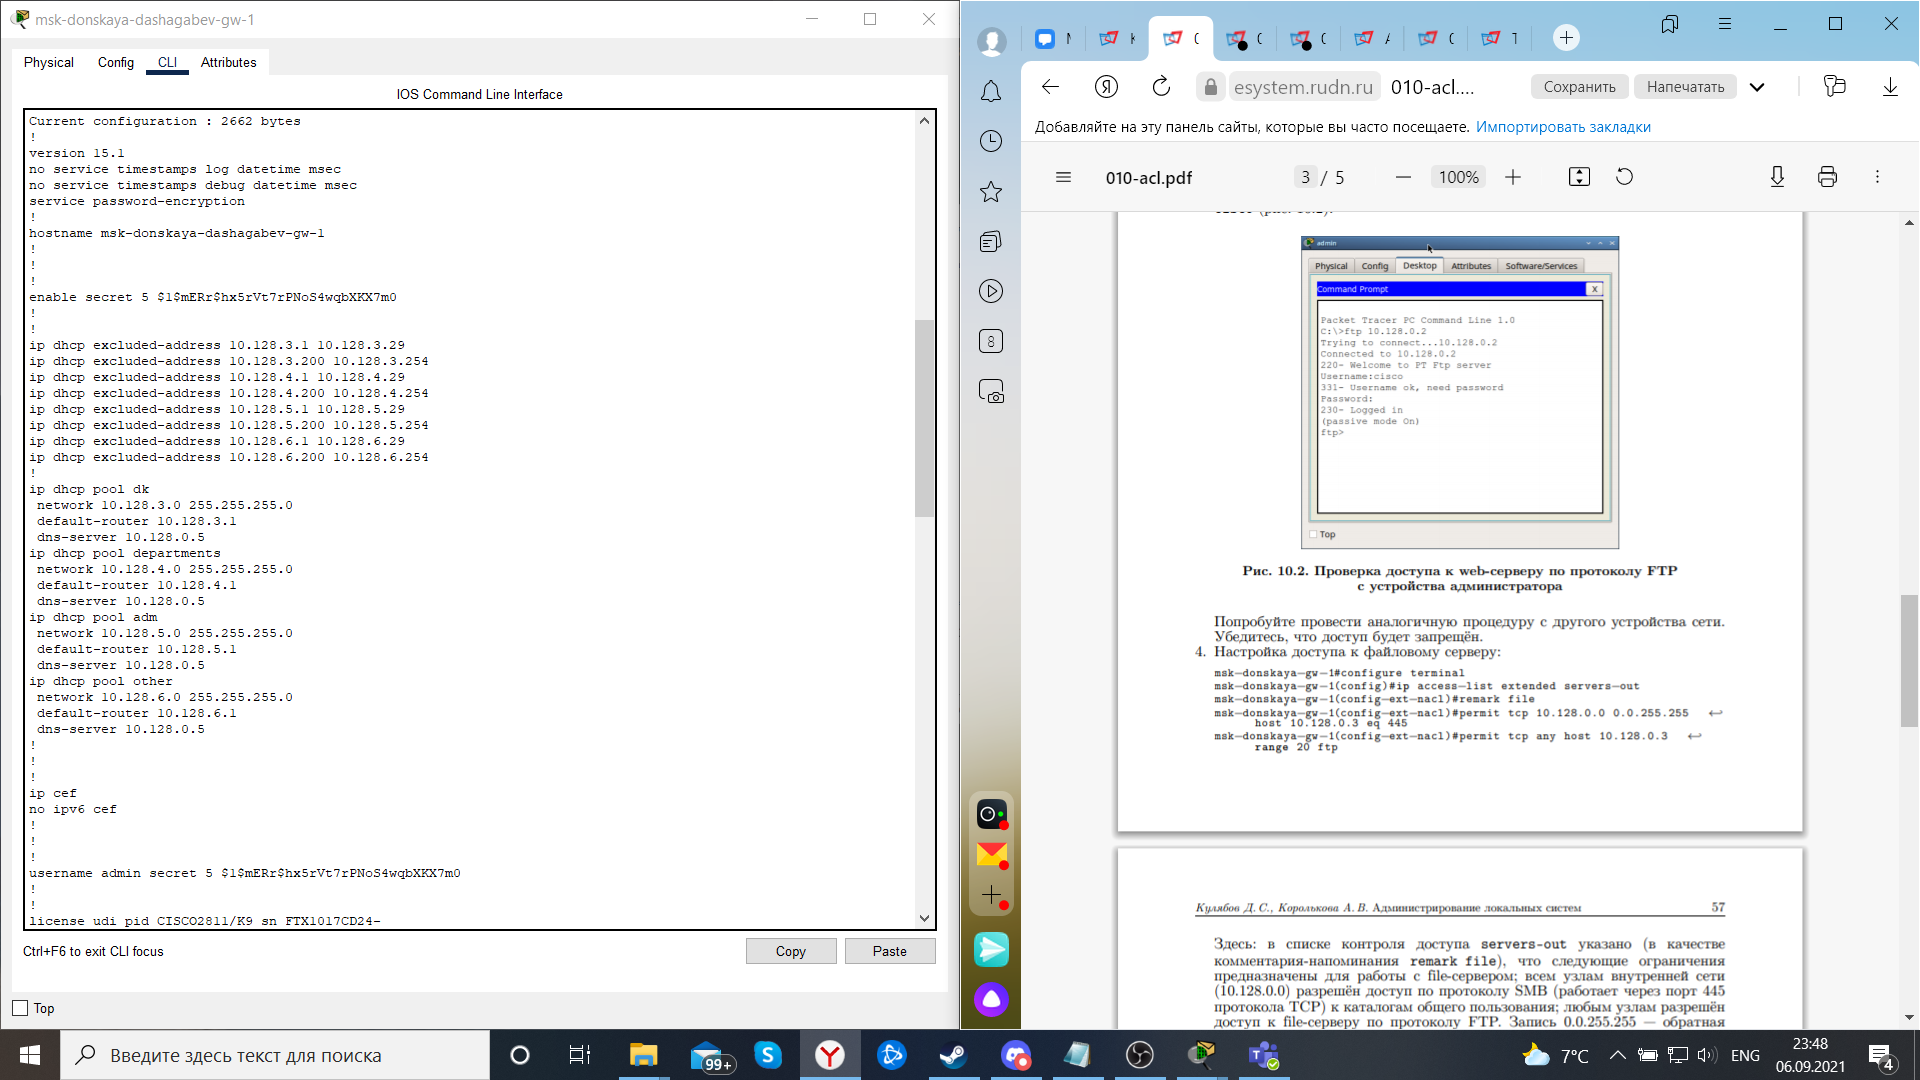 msk-donskaya-dashagabev-gw-1
Physical Config CLI Attributes
IOS Command Line Interface
Current configuration : 2662 bytes
!
version 15.1
no service timestamps log datetime msec
no service timestamps debug datetime msec
service password-encryption
!
hostname msk-donskaya-dashagabev-gw-1
!
!
!
enable secret 5 $1$mERr$hx5rVt7rPNoS4wqbXKX7m0
!
!
ip dhcp excluded-address 10.128.3.1 10.128.3.29
ip dhcp excluded-address 10.128.3.200 10.128.3.254
ip dhcp excluded-address 10.128.4.1 10.128.4.29
ip dhcp excluded-address 10.128.4.200 10.128.4.254
ip dhcp excluded-address 10.128.5.1 10.128.5.29
ip dhcp excluded-address 10.128.5.200 10.128.5.254
ip dhcp excluded-address 10.128.6.1 10.128.6.29
ip dhcp excluded-address 10.128.6.200 10.128.6.254
!
ip dhcp pool dk
network 10.128.3.0 255.255.255.0
default-router 10.128.3.1
dns-server 10.128.0.5
ip dhcp pool departments
network 10.128.4.0 255.255.255.0
default-router 10.128.4.1
dns-server 10.128.0.5
ip dhcp pool adm
network 10.128.5.0 255.255.255.0
default-router 10.128.5.1
dns-server 10.128.0.5
ip dhcp pool other
network 10.128.6.0 255.255.255.0
default-router 10.128.6.1
dns-server 10.128.0.5
!
!
!
ip cef
no ipv6 cef
!
!
!
username admin secret 5 $1$mERr$hx5rVt7rPNoS4wqbXKX7m0
!
!
license udi pid CISCO2811/K9 sn FTX1017CD24-
Ctrl+F6 to exit CLI focus
Copy Paste
Top
esystem.rudn.ru 010-acl.... Сохранить Напечатать
Добавляйте на эту панель сайты, которые вы часто посещаете. Импортировать закладки
010-acl.pdf 3 / 5 100%
8
admin
Physical Config Desktop Attributes Software/Services
Command Prompt X
Packet Tracer PC Command Line 1.0
C:\>ftp 10.128.0.2
Trying to connect...10.128.0.2
Connected to 10.128.0.2
220- Welcome to PT Ftp server
Username:cisco
331- Username ok, need password
Password:
230- Logged in
(passive mode On)
ftp>
Top
Рис. 10.2. Проверка доступа к web-серверу по протоколу FTP
с устройства администратора
Попробуйте провести аналогичную процедуру с другого устройства сети.
Убедитесь, что доступ будет запрещён.
4. Настройка доступа к файловому серверу:
msk-donskaya-gw-1#configure terminal
msk-donskaya-gw-1(config)#ip access-list extended servers-out
msk-donskaya-gw-1(config-ext-nacl)#remark file
msk-donskaya-gw-1(config-ext-nacl)#permit tcp 10.128.0.0 0.0.255.255 ↩
host 10.128.0.3 eq 445
msk-donskaya-gw-1(config-ext-nacl)#permit tcp any host 10.128.0.3 ↩
range 20 ftp
Кулябов Д. С., Королькова А. В. Администрирование локальных систем 57
Здесь: в списке контроля доступа servers-out указано (в качестве
комментария-напоминания remark file), что следующие ограничения
предназначены для работы с file-сервером; всем узлам внутренней сети
(10.128.0.0) разрешён доступ по протоколу SMB (работает через порт 445
протокола TCP) к каталогам общего пользования; любым узлам разрешён
доступ к file-серверу по протоколу FTP. Запись 0.0.255.255 — обратная
Введите здесь текст для поиска
99+
7°C
ENG
23:48
06.09.2021
4